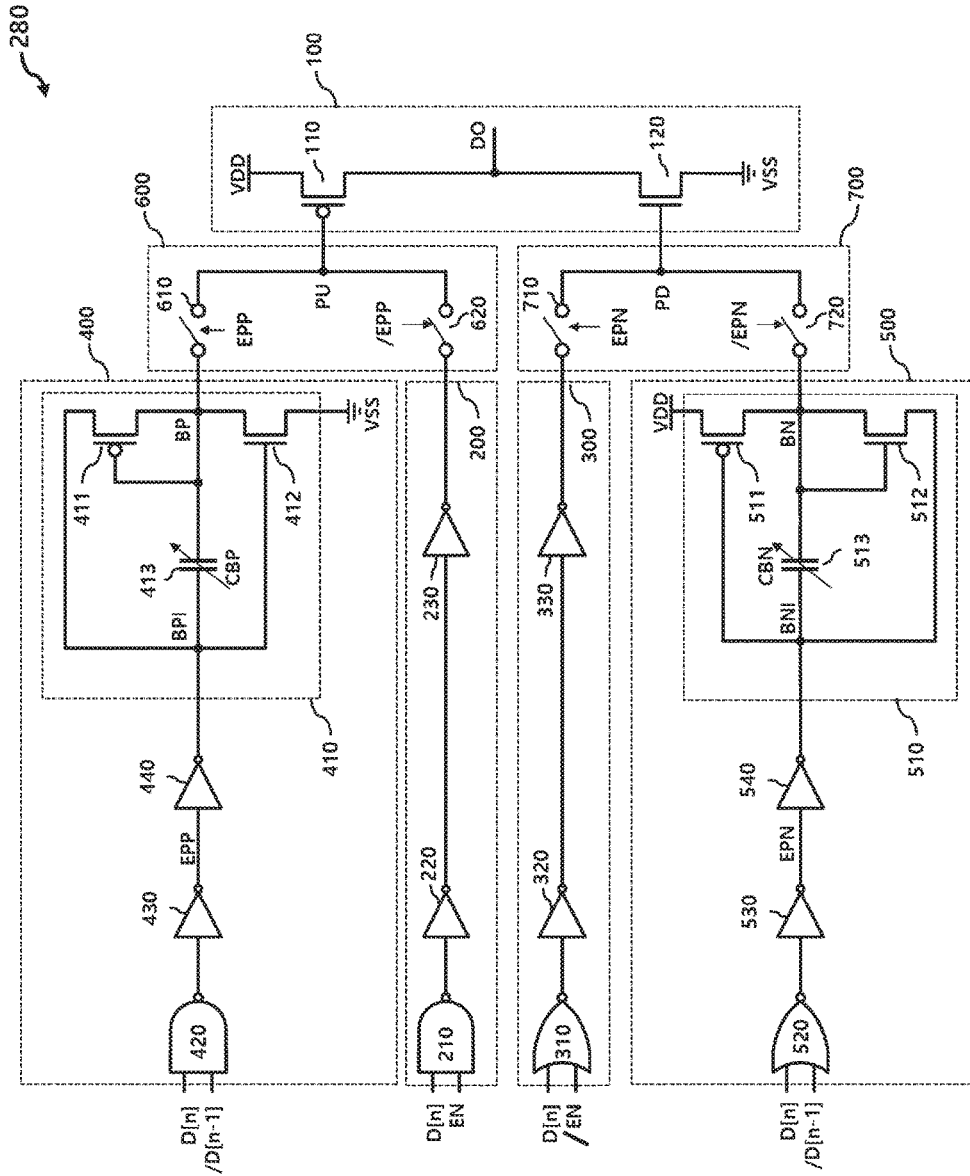 280
100
VDD
110
DO
120
VSS
600
610
EPP
PU
/EPP
620
700
710
EPN
PD
/EPN
720
400
D[n]
/D[n-1]
420
430
EPP
440
410
BPI
413
CBP
411
BP
412
VSS
200
D[n]
EN
210
220
230
300
D[n]
/EN
310
320
330
500
D[n]
/D[n-1]
520
530
EPN
540
510
BNI
CBN
513
VDD
511
BN
512